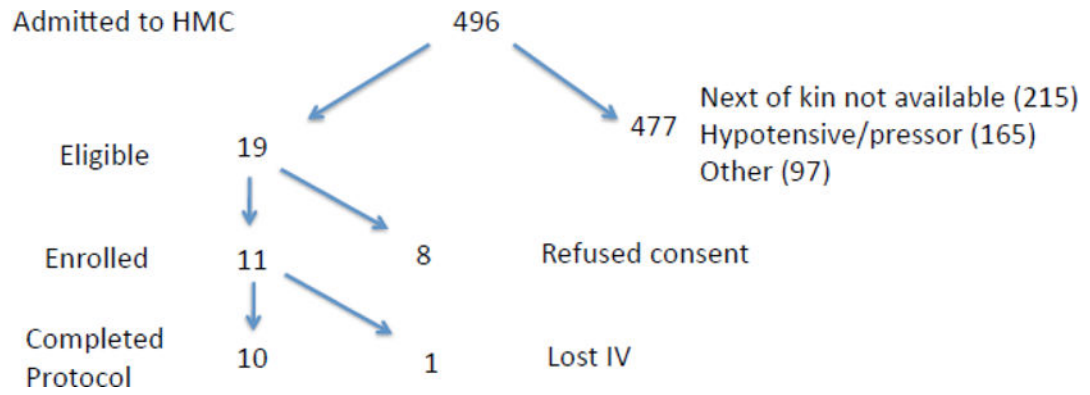 Admitted to HMC 496
477 Next of kin not available (215)
Hypotensive/pressor (165)
Other (97)
Eligible 19
Enrolled 11 8 Refused consent
Completed
Protocol 10 1 Lost IV